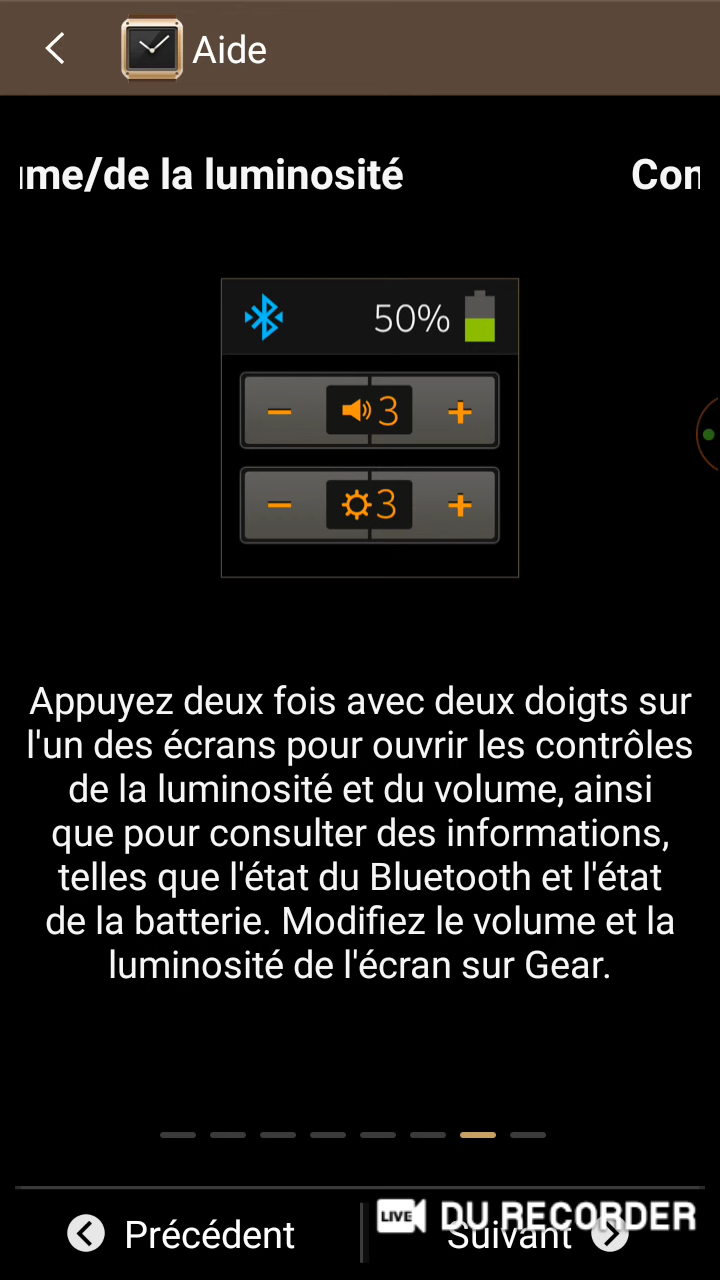 Aide
ume/de la luminosité
Con
50%
3
3
Appuyez deux fois avec deux doigts sur
l'un des écrans pour ouvrir les contrôles
de la luminosité et du volume, ainsi
que pour consulter des informations,
telles que l'état du Bluetooth et l'état
de la batterie. Modifiez le volume et la
luminosité de l'écran sur Gear.
Précédent
Suivant
LIVE DU RECORDER